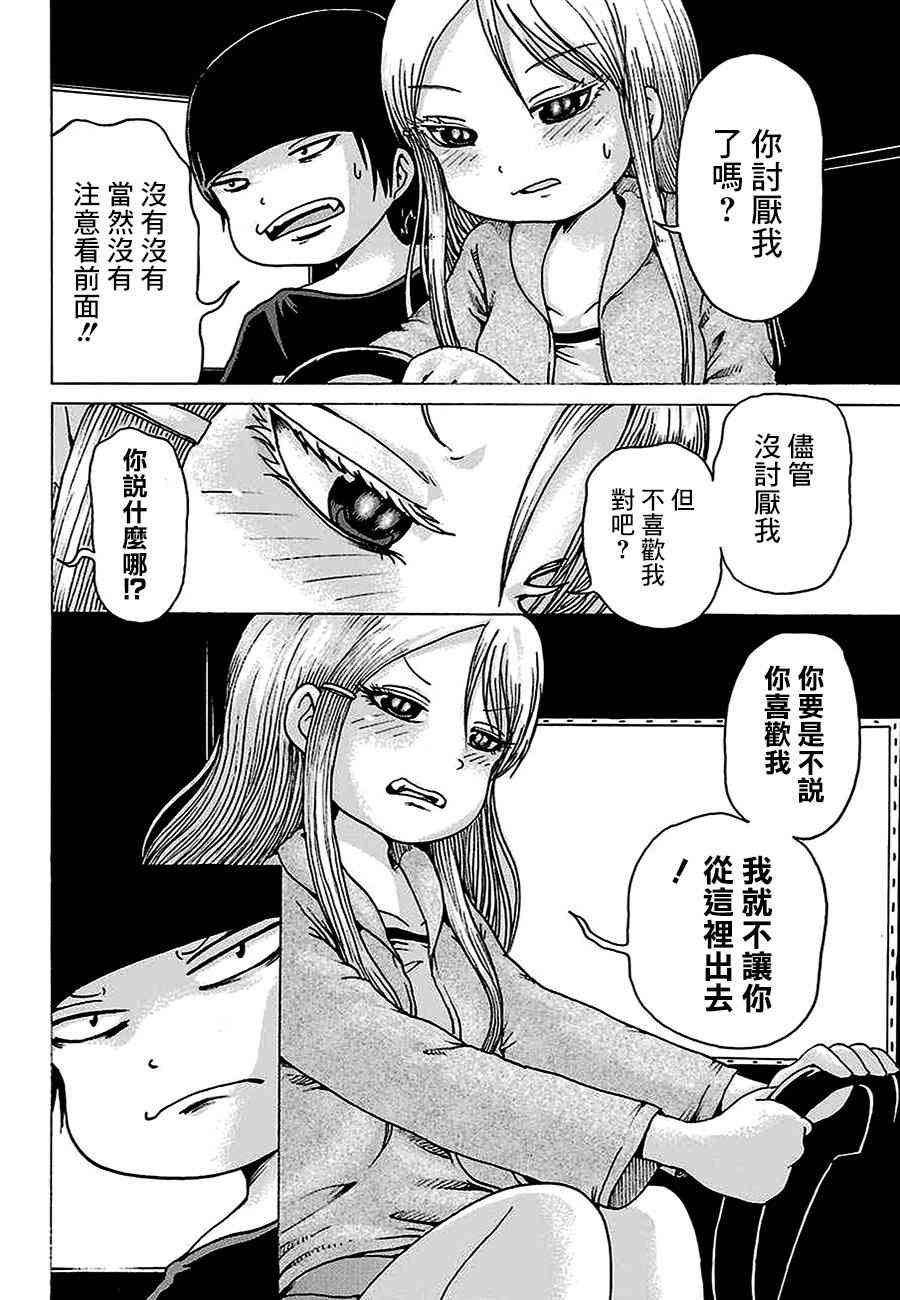 你討厭我
了嗎？
沒有沒有
當然沒有
注意看前面!!
儘管
沒討厭我
但
不喜歡我
對吧？
你説什麼哪!?
你要是不説
你喜歡我
我就不讓你
從這裡出去
！